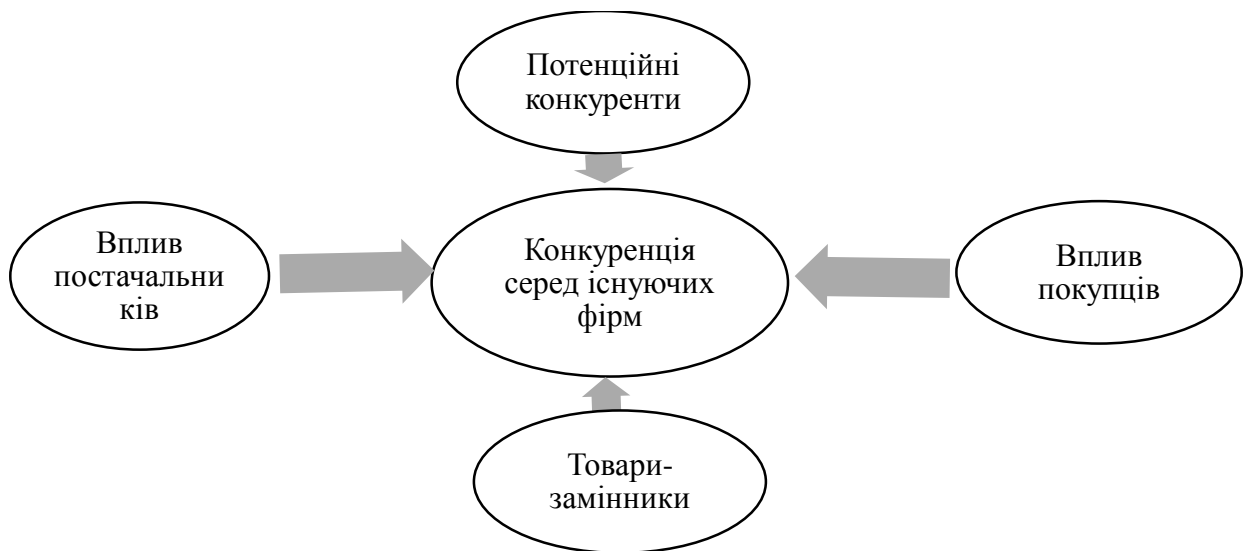 Потенційні
конкуренти
Вплив
постачальни
ків
Конкуренція
серед існуючих
фірм
Вплив
покупців
Товари-
замінники